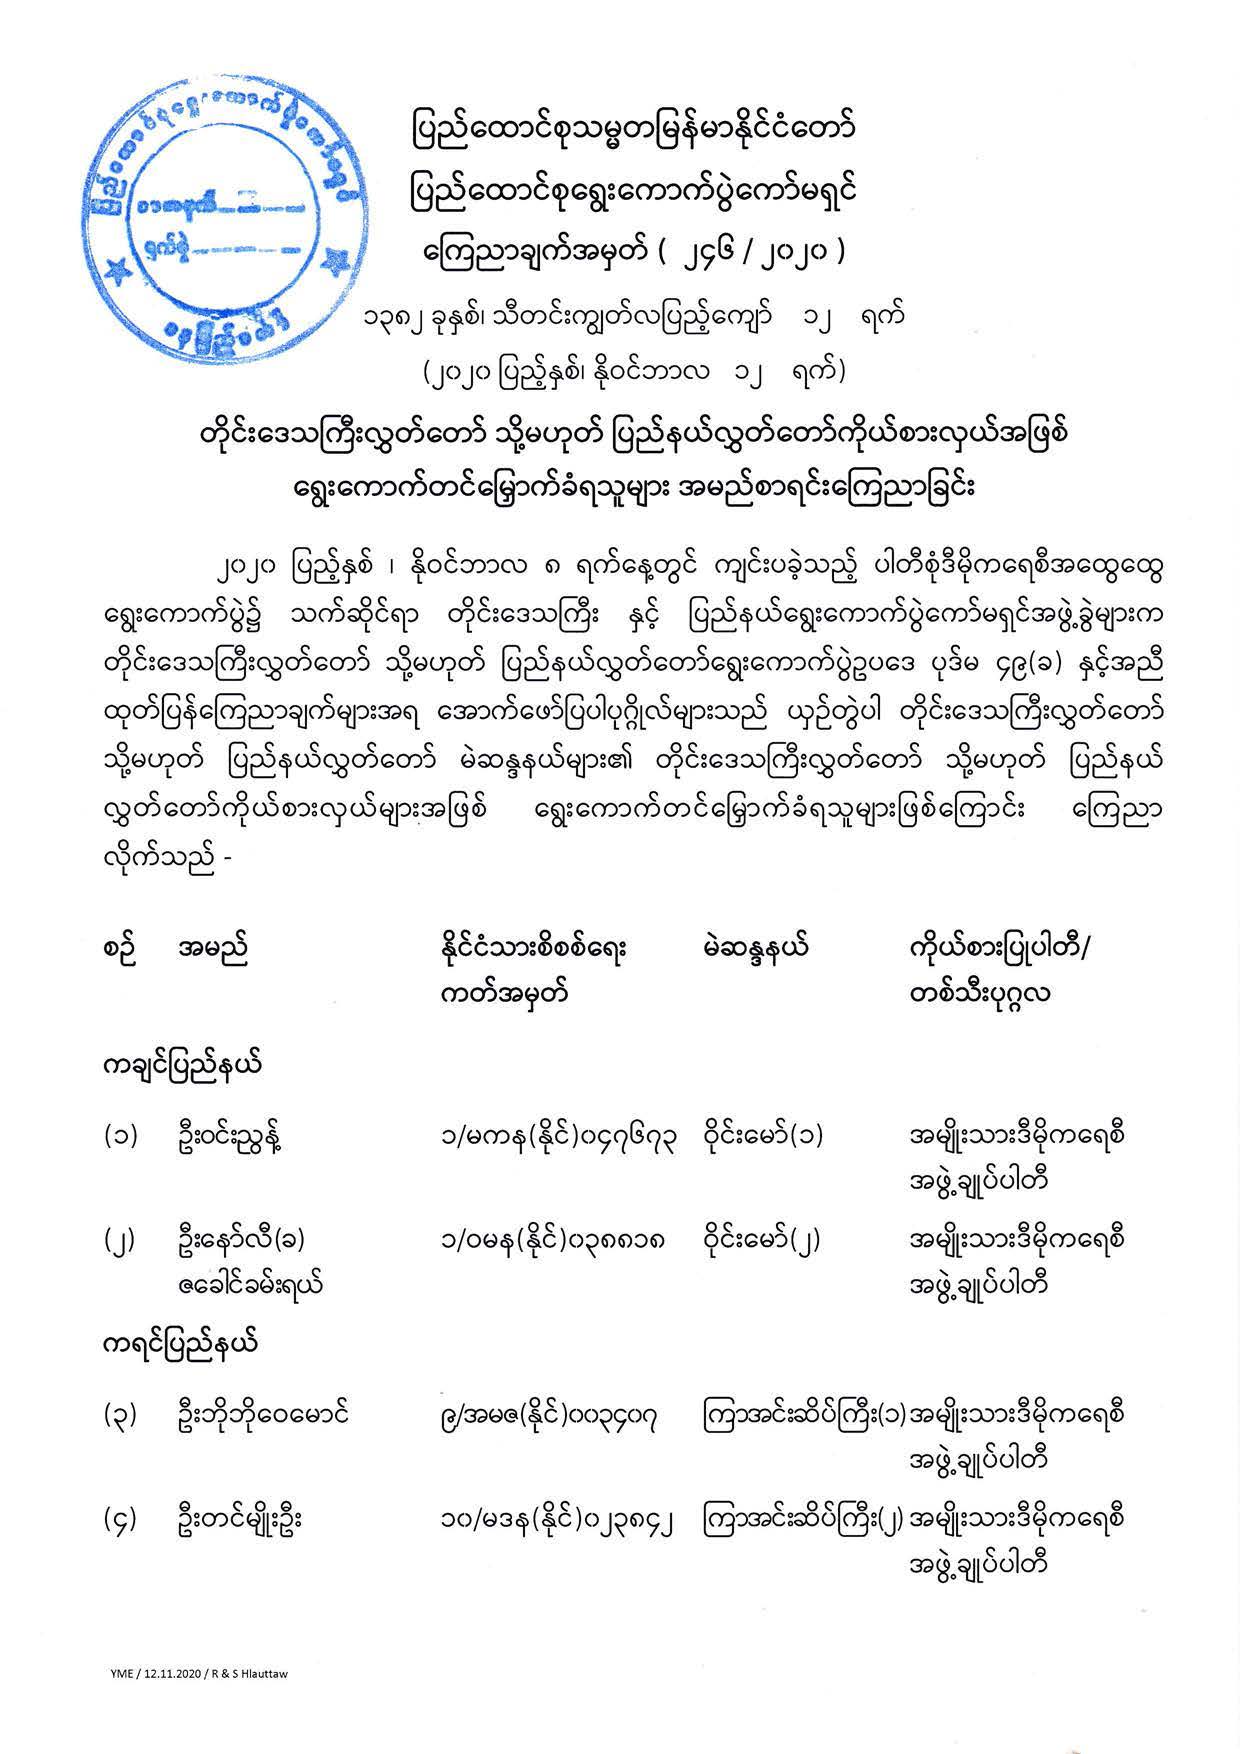 ပြည်ထောင်စုရွေးကောက်ပွဲကော်မရှင်
စာအမှတ်
ရက်စွဲ
နေပြည်တော်
ပြည်ထောင်စုသမ္မတမြန်မာနိုင်ငံတော်
ပြည်ထောင်စုရွေးကောက်ပွဲကော်မရှင်
ကြေညာချက်အမှတ် ( ၂၄၆ / ၂၀၂၀ )
၁၃၈၂ ခုနှစ်၊ သီတင်းကျွတ်လပြည့်ကျော် ၁၂ ရက်
(၂၀၂၀ ပြည့်နှစ်၊ နိုဝင်ဘာလ ၁၂ ရက်)
တိုင်းဒေသကြီးလွှတ်တော် သို့မဟုတ် ပြည်နယ်လွှတ်တော်ကိုယ်စားလှယ်အဖြစ်
ရွေးကောက်တင်မြှောက်ခံရသူများ အမည်စာရင်းကြေညာခြင်း
၂၀၂၀ ပြည့်နှစ် ၊ နိုဝင်ဘာလ ၈ ရက်နေ့တွင် ကျင်းပခဲ့သည့် ပါတီစုံဒီမိုကရေစီအထွေထွေ
ရွေးကောက်ပွဲ၌ သက်ဆိုင်ရာ တိုင်းဒေသကြီး နှင့် ပြည်နယ်ရွေးကောက်ပွဲကော်မရှင်အဖွဲ့ခွဲများက
တိုင်းဒေသကြီးလွှတ်တော် သို့မဟုတ် ပြည်နယ်လွှတ်တော်ရွေးကောက်ပွဲဥပဒေ ပုဒ်မ ၄၉(ခ) နှင့်အညီ
ထုတ်ပြန်ကြေညာချက်များအရ အောက်ဖော်ပြပါပုဂ္ဂိုလ်များသည် ယှဉ်တွဲပါ တိုင်းဒေသကြီးလွှတ်တော်
သို့မဟုတ် ပြည်နယ်လွှတ်တော် မဲဆန္ဒနယ်များ၏ တိုင်းဒေသကြီးလွှတ်တော် သို့မဟုတ် ပြည်နယ်
လွှတ်တော်ကိုယ်စားလှယ်များအဖြစ် ရွေးကောက်တင်မြှောက်ခံရသူများဖြစ်ကြောင်း ကြေညာ
လိုက်သည် -
စဉ် အမည် နိုင်ငံသားစိစစ်ရေး မဲဆန္ဒနယ် ကိုယ်စားပြုပါတီ/
ကတ်အမှတ် တစ်သီးပုဂ္ဂလ
ကချင်ပြည်နယ်
(၁) ဦးဝင်းညွန့် ၁/မကန(နိုင်)၀၄၇၆၇၃ ဝိုင်းမော်(၁) အမျိုးသားဒီမိုကရေစီ
အဖွဲ့ချုပ်ပါတီ
(၂) ဦးနော်လီ(ခ) ၁/ဝမန(နိုင်)၀၃၈၈၁၈ ဝိုင်းမော်(၂) အမျိုးသားဒီမိုကရေစီ
ဇခေါင်ခမ်းရယ် အဖွဲ့ချုပ်ပါတီ
ကရင်ပြည်နယ်
(၃) ဦးဘိုဘိုဝေမောင် ၉/အမဇ(နိုင်)၀၀၃၄၀၇ ကြာအင်းဆိပ်ကြီး(၁) အမျိုးသားဒီမိုကရေစီ
အဖွဲ့ချုပ်ပါတီ
(၄) ဦးတင်မျိုးဦး ၁၀/မဒန(နိုင်)၀၂၃၈၄၂ ကြာအင်းဆိပ်ကြီး(၂) အမျိုးသားဒီမိုကရေစီ
အဖွဲ့ချုပ်ပါတီ
YME / 12.11.2020 / R & S Hlauttaw